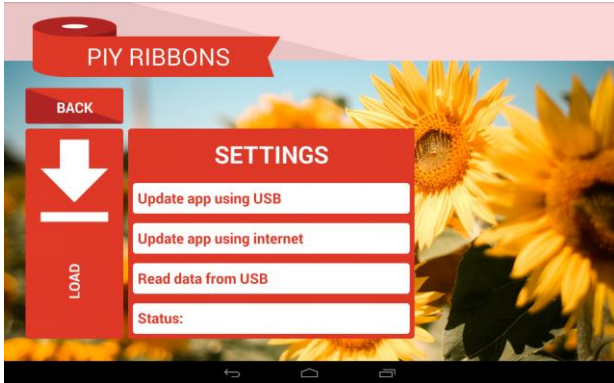 PIY RIBBONS
BACK
SETTINGS
Update app using USB
Update app using internet
Read data from USB
Status:
LOAD